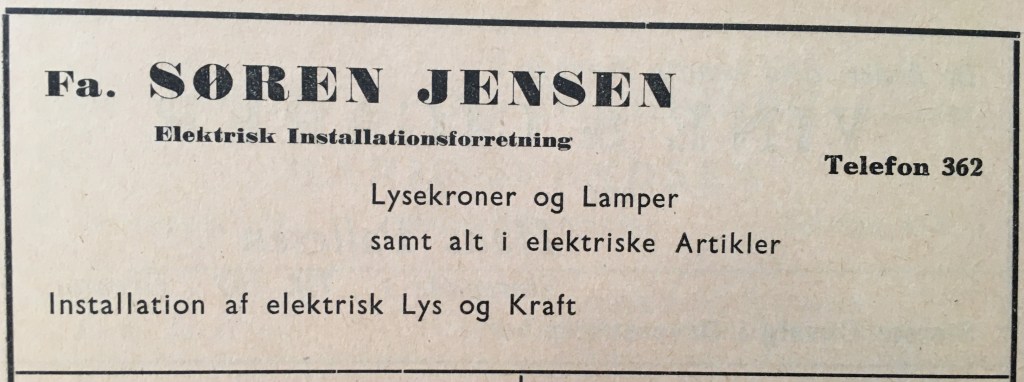 Fa. SØREN JENSEN
Elektrisk Installationsforretning
Telefon 362
Lysekroner og Lamper
samt alt i elektriske Artikler
Installation af elektrisk Lys og Kraft